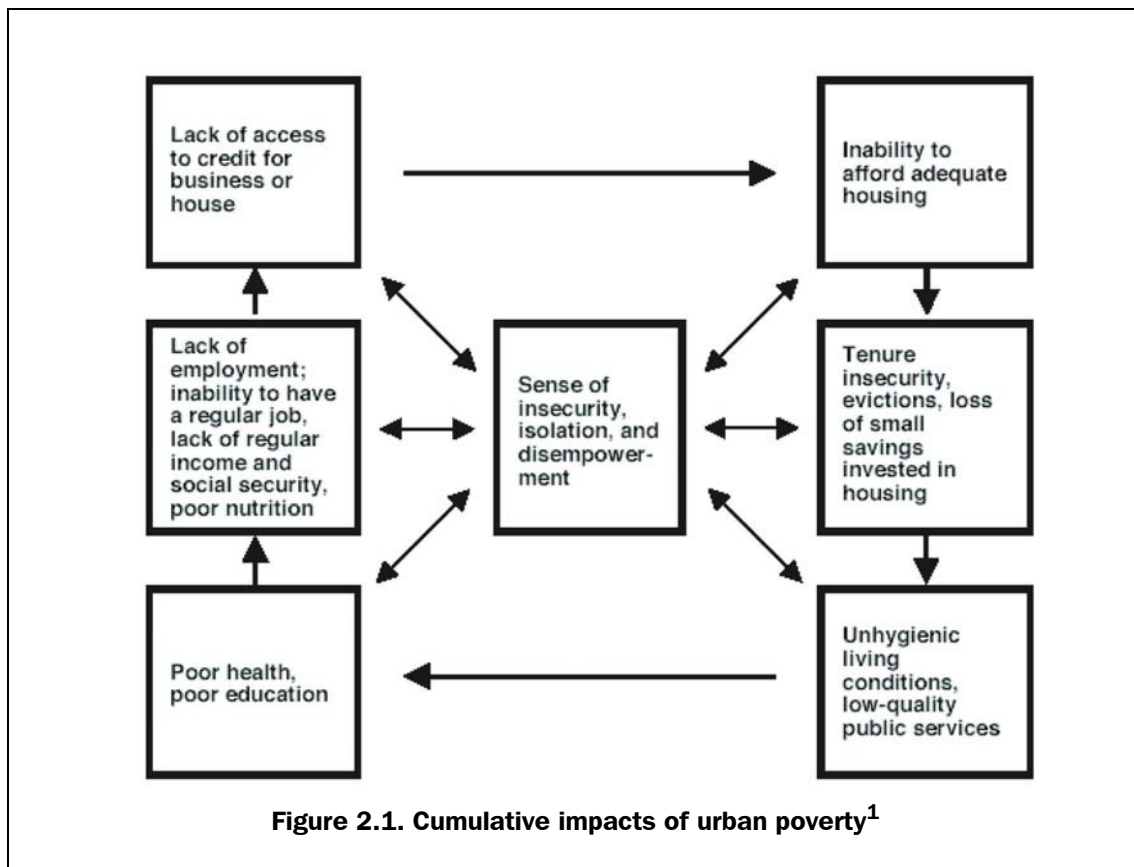 Lack of access
to credit for
business or
house
Inability to
afford adequate
housing
Lack of
employment;
inability to have
a regular job,
lack of regular
income and
social security,
poor nutrition
Sense of
insecurity,
isolation, and
disempower-
ment
Tenure
insecurity,
evictions, loss
of small
savings
invested in
housing
Poor health,
poor education
Unhygienic
living
conditions,
low-quality
public services
Figure 2.1. Cumulative impacts of urban poverty1